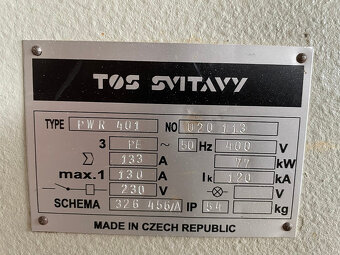 TOS SVITAVY
TYPE PWR 401 NO 020 113
3 PE ~ 50 Hz 400 V
Σ 133 A 77 kW
max.1 130 A Ik 120 kA
230 V V
SCHEMA 326 456/A IP 54 kg
MADE IN CZECH REPUBLIC